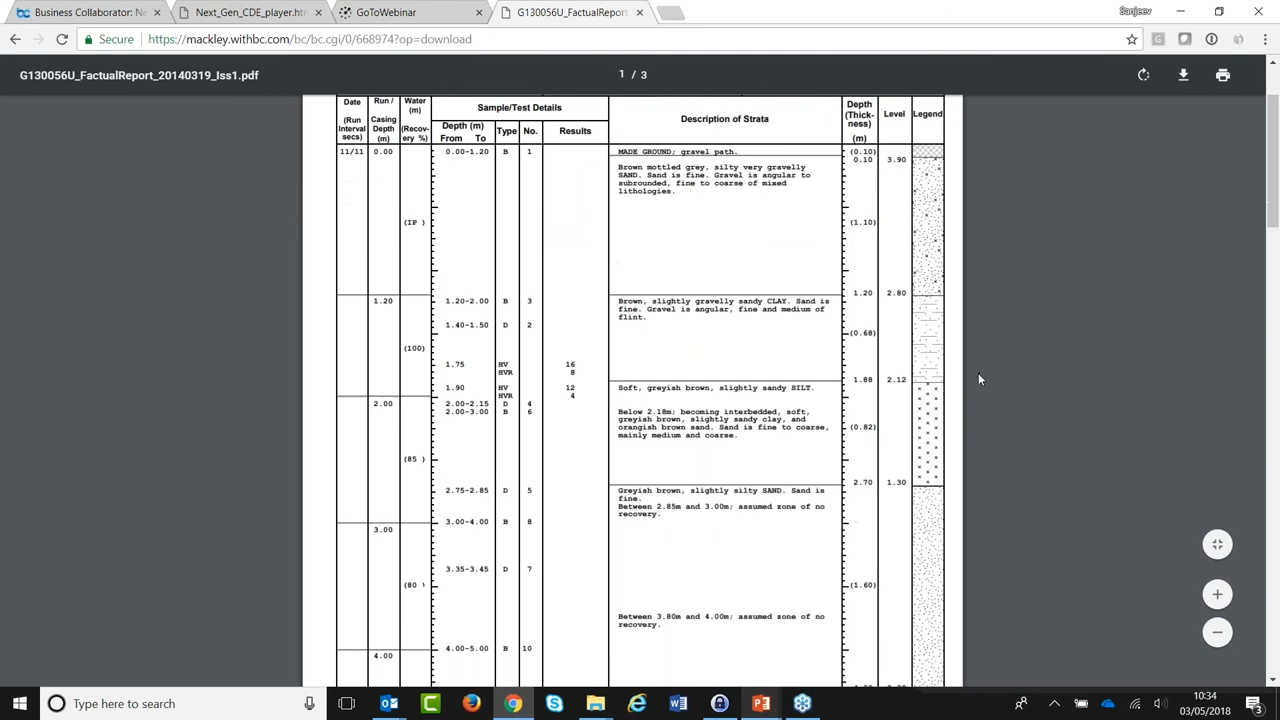 Business Collaborator: Ne
Next_Gen_CDE_player.htr
GoToWebinar
G130056U_FactualReport
Sanjeev
Secure
https://mackley.withbc.com/bc/bc.cgi/0/668974?op=download
G130056U_FactualReport_20140319_Iss1.pdf
1 / 3
Date (Run Interval secs)
Run / Casing Depth (m)
Water (m) (Recov- ery %)
Sample/Test Details
Depth (m) From To
Type
No.
Results
Description of Strata
Depth (Thick- ness) (m)
Level
Legend
11/11 0.00 0.00-1.20 B 1 MADE GROUND; gravel path. (0.10)
0.10 3.90
Brown mottled grey, silty very gravelly
SAND. Sand is fine. Gravel is angular to
subrounded, fine to coarse of mixed
lithologies.
(IP ) (1.10)
1.20 2.80
1.20 1.20-2.00 B 3 Brown, slightly gravelly sandy CLAY. Sand is
fine. Gravel is angular, fine and medium of
flint.
1.40-1.50 D 2
(0.68)
(100)
1.75 HV 16
HVR 8
1.88 2.12
1.90 HV 12 Soft, greyish brown, slightly sandy SILT.
HVR 4
2.00 2.00-2.15 D 4
2.00-3.00 B 6 Below 2.18m; becoming interbedded, soft,
greyish brown, slightly sandy clay, and
orangish brown sand. Sand is fine to coarse, (0.82)
mainly medium and coarse.
(85 )
2.70 1.30
2.75-2.85 D 5 Greyish brown, slightly silty SAND. Sand is
fine.
Between 2.85m and 3.00m; assumed zone of no
recovery.
3.00-4.00 B 8
3.00
3.35-3.45 D 7
(80 ) (1.60)
Between 3.80m and 4.00m; assumed zone of no
recovery.
4.00-5.00 B 10
4.00
Type here to search
10:34
03/05/2018